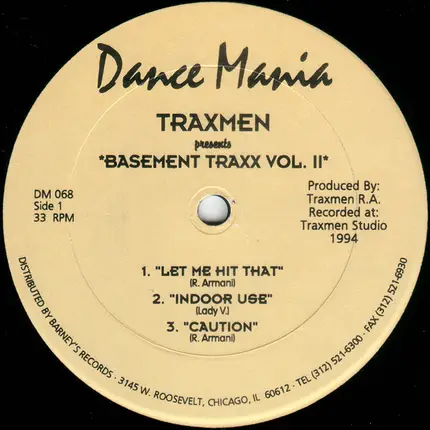 Dance Mania
TRAXMEN
presents
*BASEMENT TRAXX VOL. II*
DM 068
Side 1
33 RPM
Produced By:
Traxmen R.A.
Recorded at:
Traxmen Studio
1994
1. "LET ME HIT THAT"
(R. Armani)
2. "INDOOR USE"
(Lady V.)
3. "CAUTION"
(R. Armani)
DISTRIBUTED BY BARNEY'S RECORDS · 3145 W. ROOSEVELT, CHICAGO, IL 60612 · TEL (312) 521-6300 · FAX (312) 521-6930